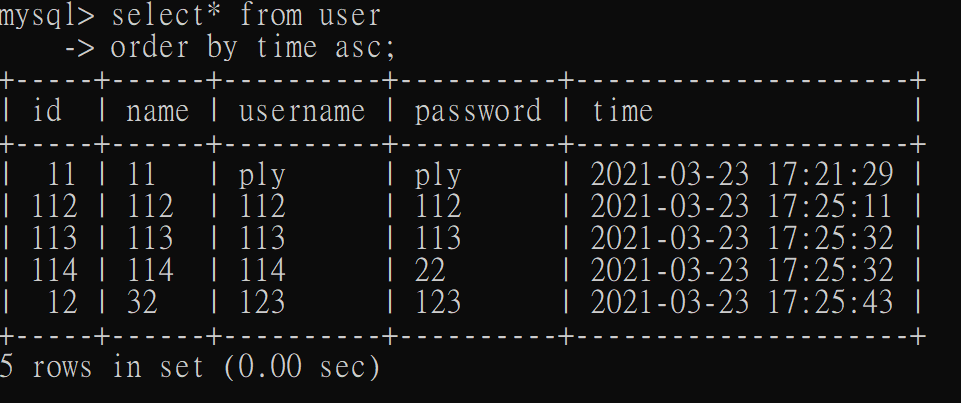 mysql> select* from user
    -> order by time asc;
+-----+------+----------+----------+---------------------+
| id  | name | username | password | time                |
+-----+------+----------+----------+---------------------+
|  11 | 11   | ply      | ply      | 2021-03-23 17:21:29 |
| 112 | 112  | 112      | 112      | 2021-03-23 17:25:11 |
| 113 | 113  | 113      | 113      | 2021-03-23 17:25:32 |
| 114 | 114  | 114      | 22       | 2021-03-23 17:25:32 |
|  12 | 32   | 123      | 123      | 2021-03-23 17:25:43 |
+-----+------+----------+----------+---------------------+
5 rows in set (0.00 sec)